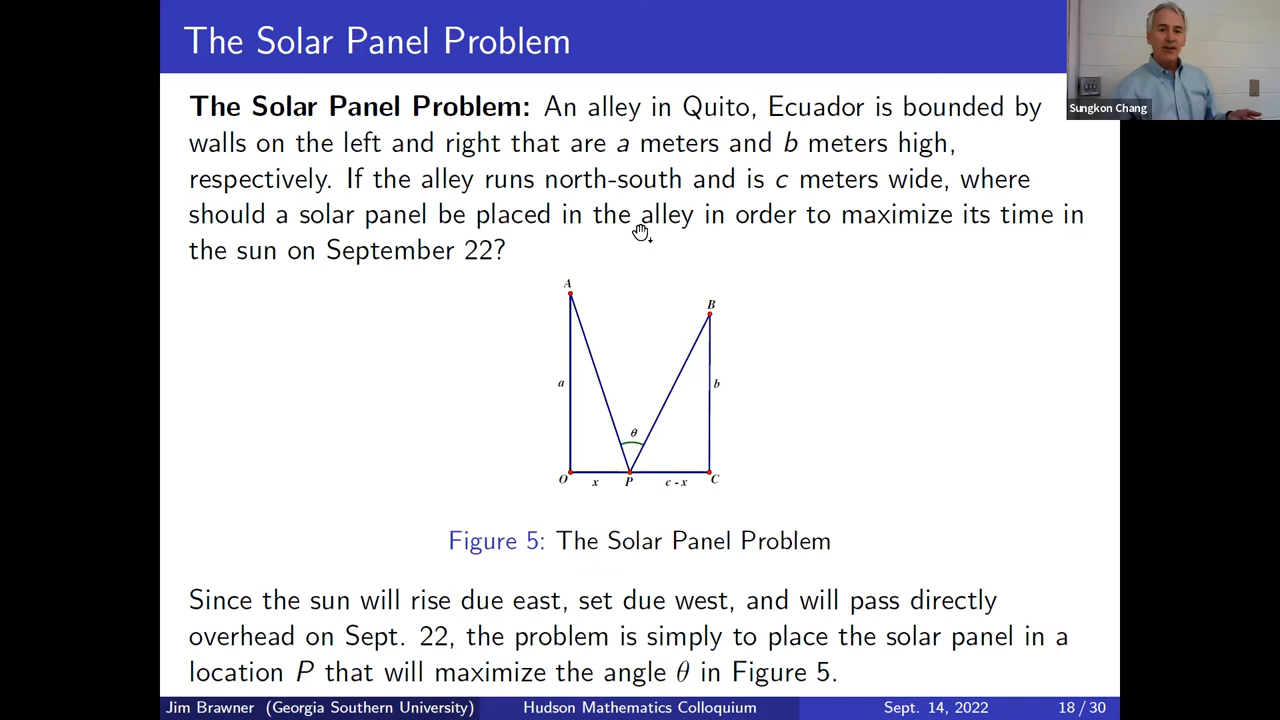 The Solar Panel Problem
Sungkon Chang
The Solar Panel Problem: An alley in Quito, Ecuador is bounded by
walls on the left and right that are a meters and b meters high,
respectively. If the alley runs north-south and is c meters wide, where
should a solar panel be placed in the alley in order to maximize its time in
the sun on September 22?
A
B
a
b
θ
O
x
P
c - x
C
Figure 5: The Solar Panel Problem
Since the sun will rise due east, set due west, and will pass directly
overhead on Sept. 22, the problem is simply to place the solar panel in a
location P that will maximize the angle θ in Figure 5.
Jim Brawner (Georgia Southern University) Hudson Mathematics Colloquium Sept. 14, 2022 18 / 30